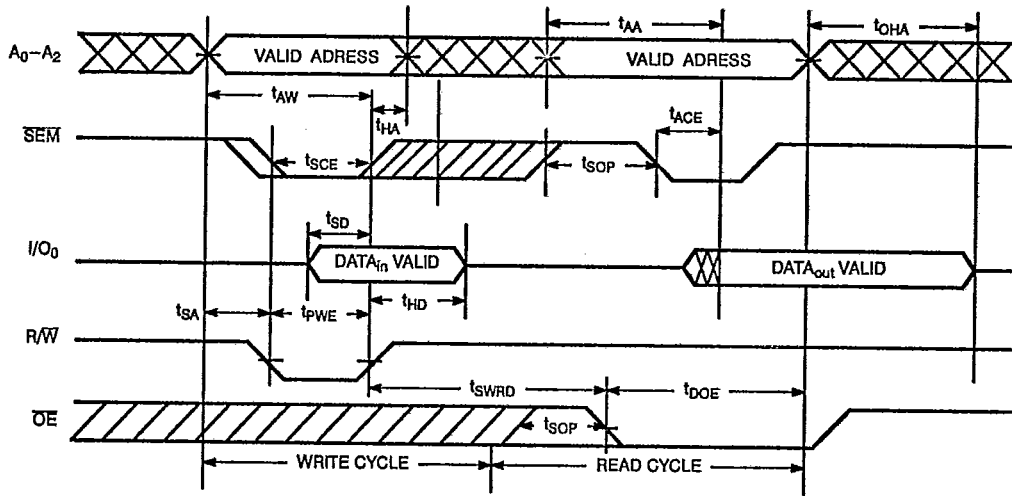 tAA
tOHA
A0–A2
VALID ADRESS
VALID ADRESS
tAW
tHA
tACE
SEM
tSCE
tSOP
tSD
I/O0
DATAin VALID
DATAout VALID
tSA
tPWE
tHD
R/W
tSWRD
tDOE
OE
tSOP
WRITE CYCLE
READ CYCLE